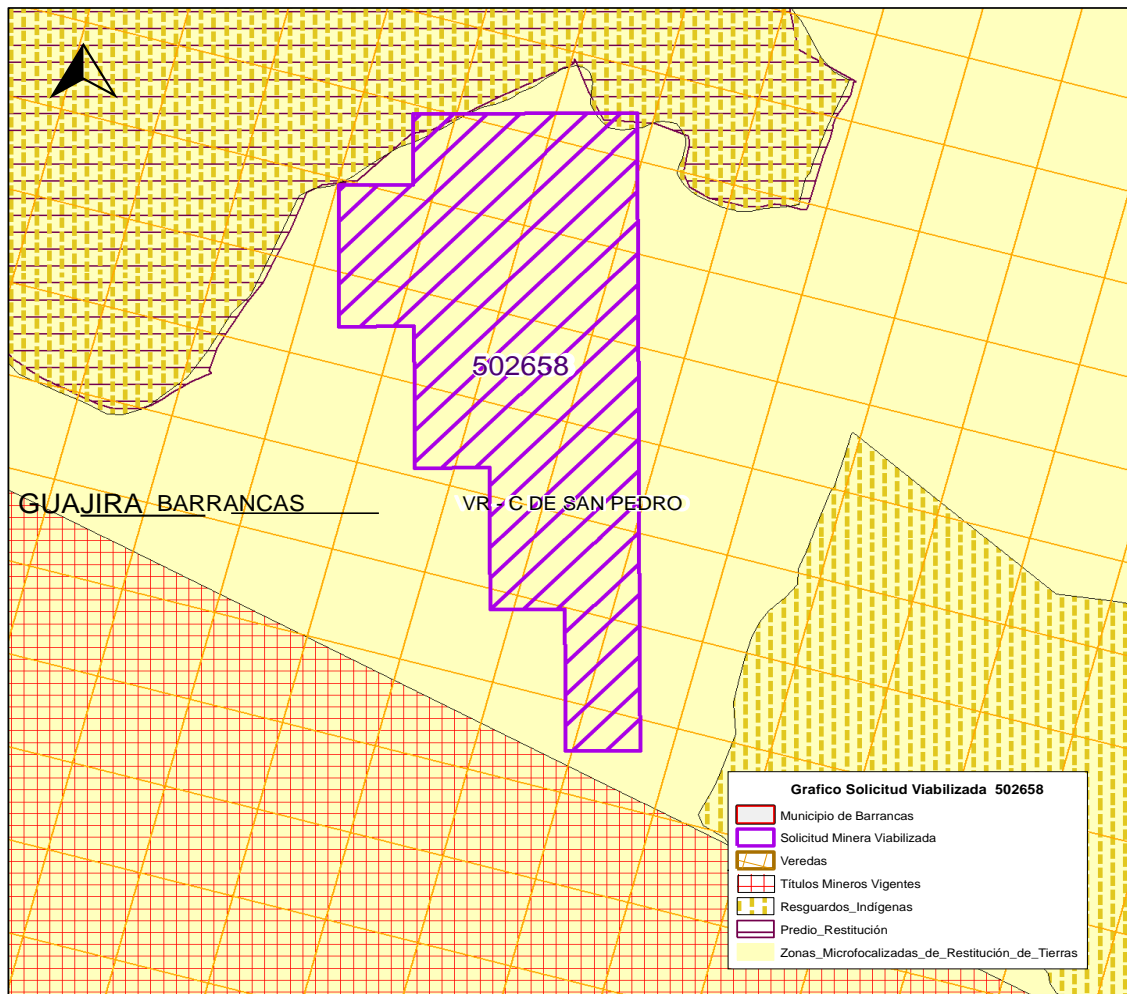 502658
GUAJIRA BARRANCAS
VR - C DE SAN PEDRO
Grafico Solicitud Viabilizada 502658
Municipio de Barrancas
Solicitud Minera Viabilizada
Veredas
Títulos Mineros Vigentes
Resguardos_Indígenas
Predio_Restitución
Zonas_Microfocalizadas_de_Restitución_de_Tierras